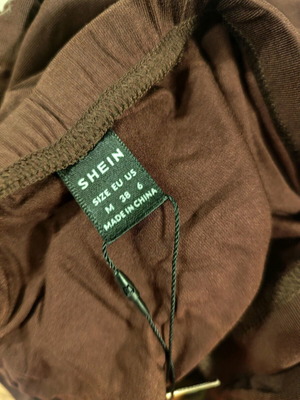 SHEIN
SIZE EU US
M 38 6
MADE IN CHINA